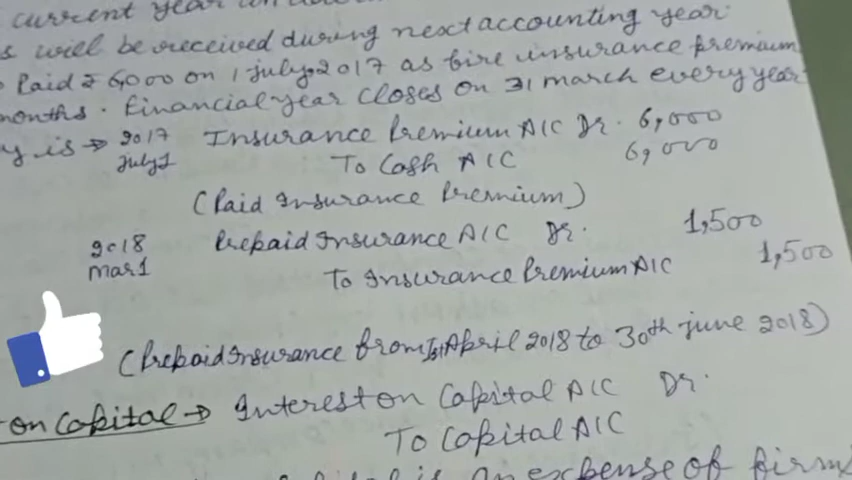 current year
s will be received during next accounting year
Paid ₹ 6,000 on 1 July, 2017 as fire insurance premium
months. Financial year closes on 31 march every year
y is → 2017 Insurance Premium A/C Dr. 6,000
July 1 To Cash A/C 6,000
(Paid Insurance Premium)
2018 Prepaid Insurance A/C Dr. 1,500
mar 1 To Insurance Premium A/C 1,500
(Prepaid Insurance from 1st April 2018 to 30th june 2018)
on Capital → Interest on Capital A/C Dr.
To Capital A/C
is an expense of firm